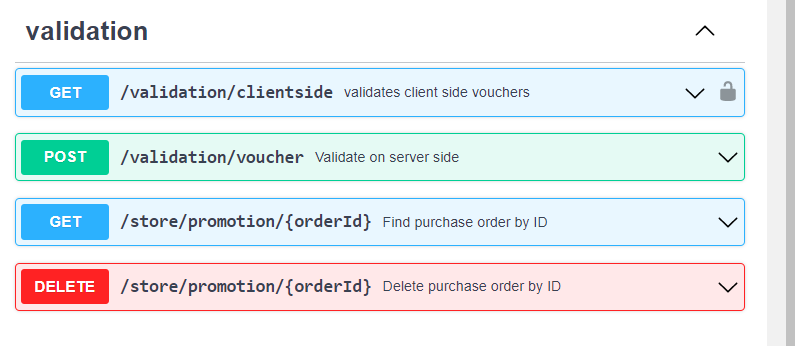 validation
GET /validation/clientside validates client side vouchers
POST /validation/voucher Validate on server side
GET /store/promotion/{orderId} Find purchase order by ID
DELETE /store/promotion/{orderId} Delete purchase order by ID